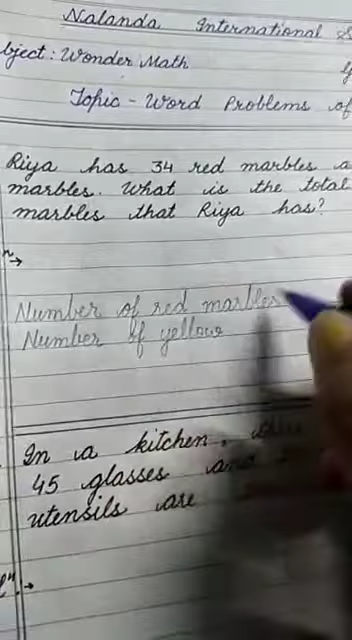 Nalanda International
bject: Wonder Math
Topic - Word Problems of
Riya has 34 red marbles a
marbles. What is the total
marbles that Riya has?
Number of red marbles
Number of yellow
In a kitchen,
45 glasses and
utensils are